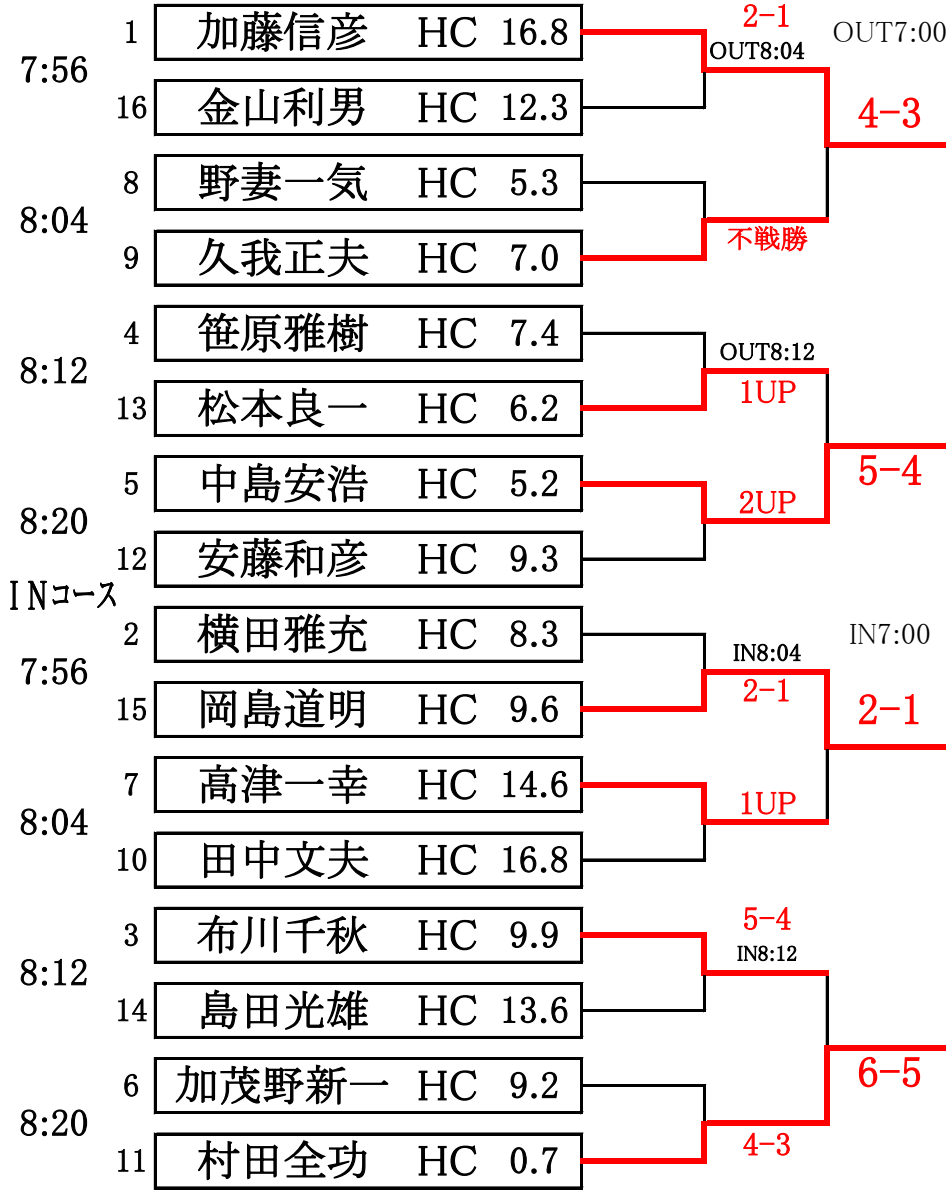 1 加藤信彦 HC 16.8
2-1
OUT7:00
7:56
OUT8:04
16 金山利男 HC 12.3
4-3
8 野妻一気 HC 5.3
8:04
不戦勝
9 久我正夫 HC 7.0
4 笹原雅樹 HC 7.4
8:12
OUT8:12
1UP
13 松本良一 HC 6.2
5-4
5 中島安浩 HC 5.2
8:20
2UP
12 安藤和彦 HC 9.3
INコース
2 横田雅充 HC 8.3
IN7:00
7:56
IN8:04
2-1
15 岡島道明 HC 9.6
2-1
7 高津一幸 HC 14.6
8:04
1UP
10 田中文夫 HC 16.8
3 布川千秋 HC 9.9
5-4
8:12
IN8:12
14 島田光雄 HC 13.6
6 加茂野新一 HC 9.2
6-5
8:20
4-3
11 村田全功 HC 0.7